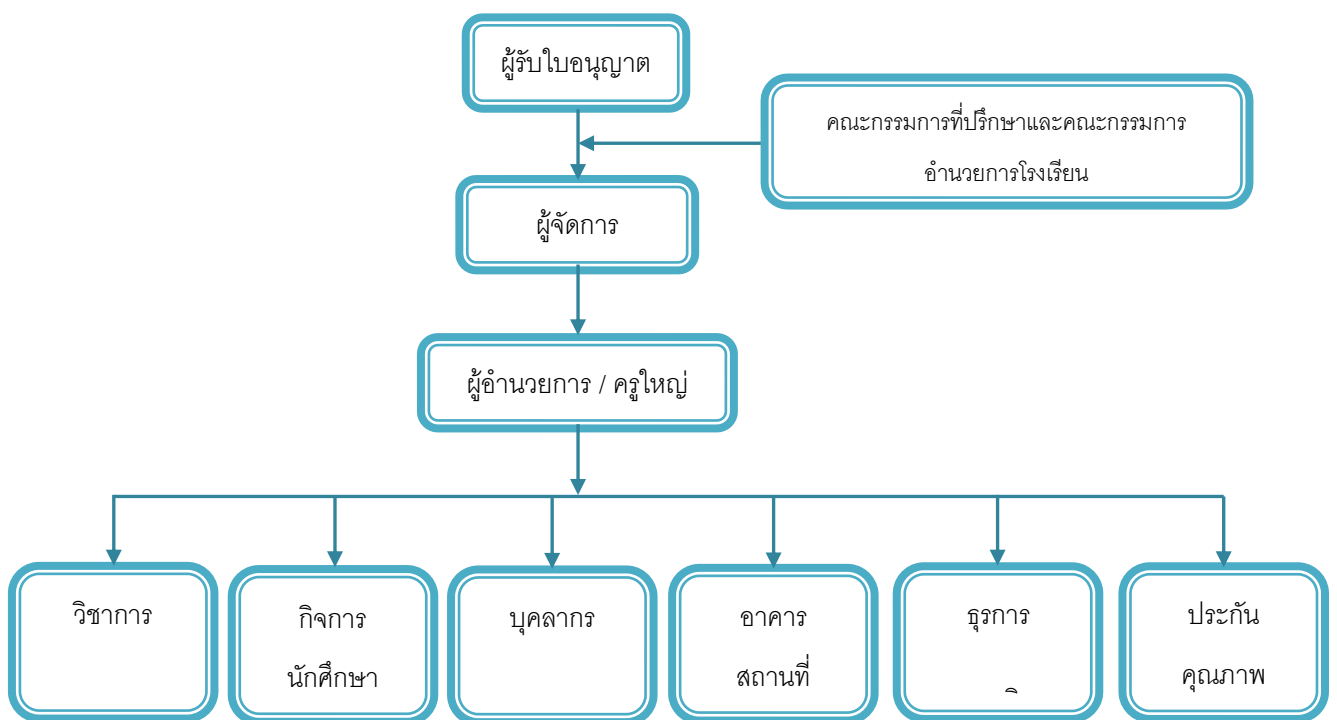 ผู้รับใบอนุญาต
คณะกรรมการที่ปรึกษาและคณะกรรมการ
อำนวยการโรงเรียน
ผู้จัดการ
ผู้อำนวยการ / ครูใหญ่
วิชาการ
กิจการ
นักศึกษา
บุคลากร
อาคาร
สถานที่
ธุรการ
ประกัน
คุณภาพ